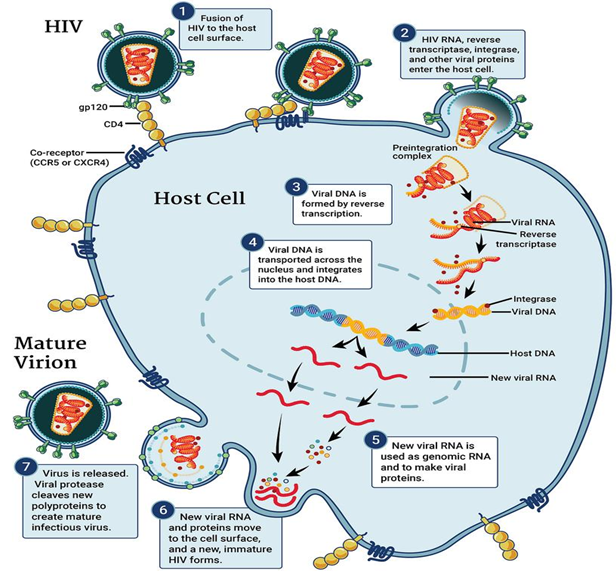 HIV
1
Fusion of
HIV to the host
cell surface.
2
HIV RNA, reverse
transcriptase, integrase,
and other viral proteins
enter the host cell.
gp120
CD4
Co-receptor
(CCR5 or CXCR4)
Preintegration
complex
Host Cell
3
Viral DNA is
formed by reverse
transcription.
Viral RNA
Reverse
transcriptase
4
Viral DNA is
transported across the
nucleus and integrates
into the host DNA.
Integrase
Viral DNA
Host DNA
New viral RNA
Mature
Virion
5
New viral RNA is
used as genomic RNA
and to make viral
proteins.
6
New viral RNA
and proteins move
to the cell surface,
and a new, immature
HIV forms.
7
Virus is released.
Viral protease
cleaves new
polyproteins to
create mature
infectious virus.